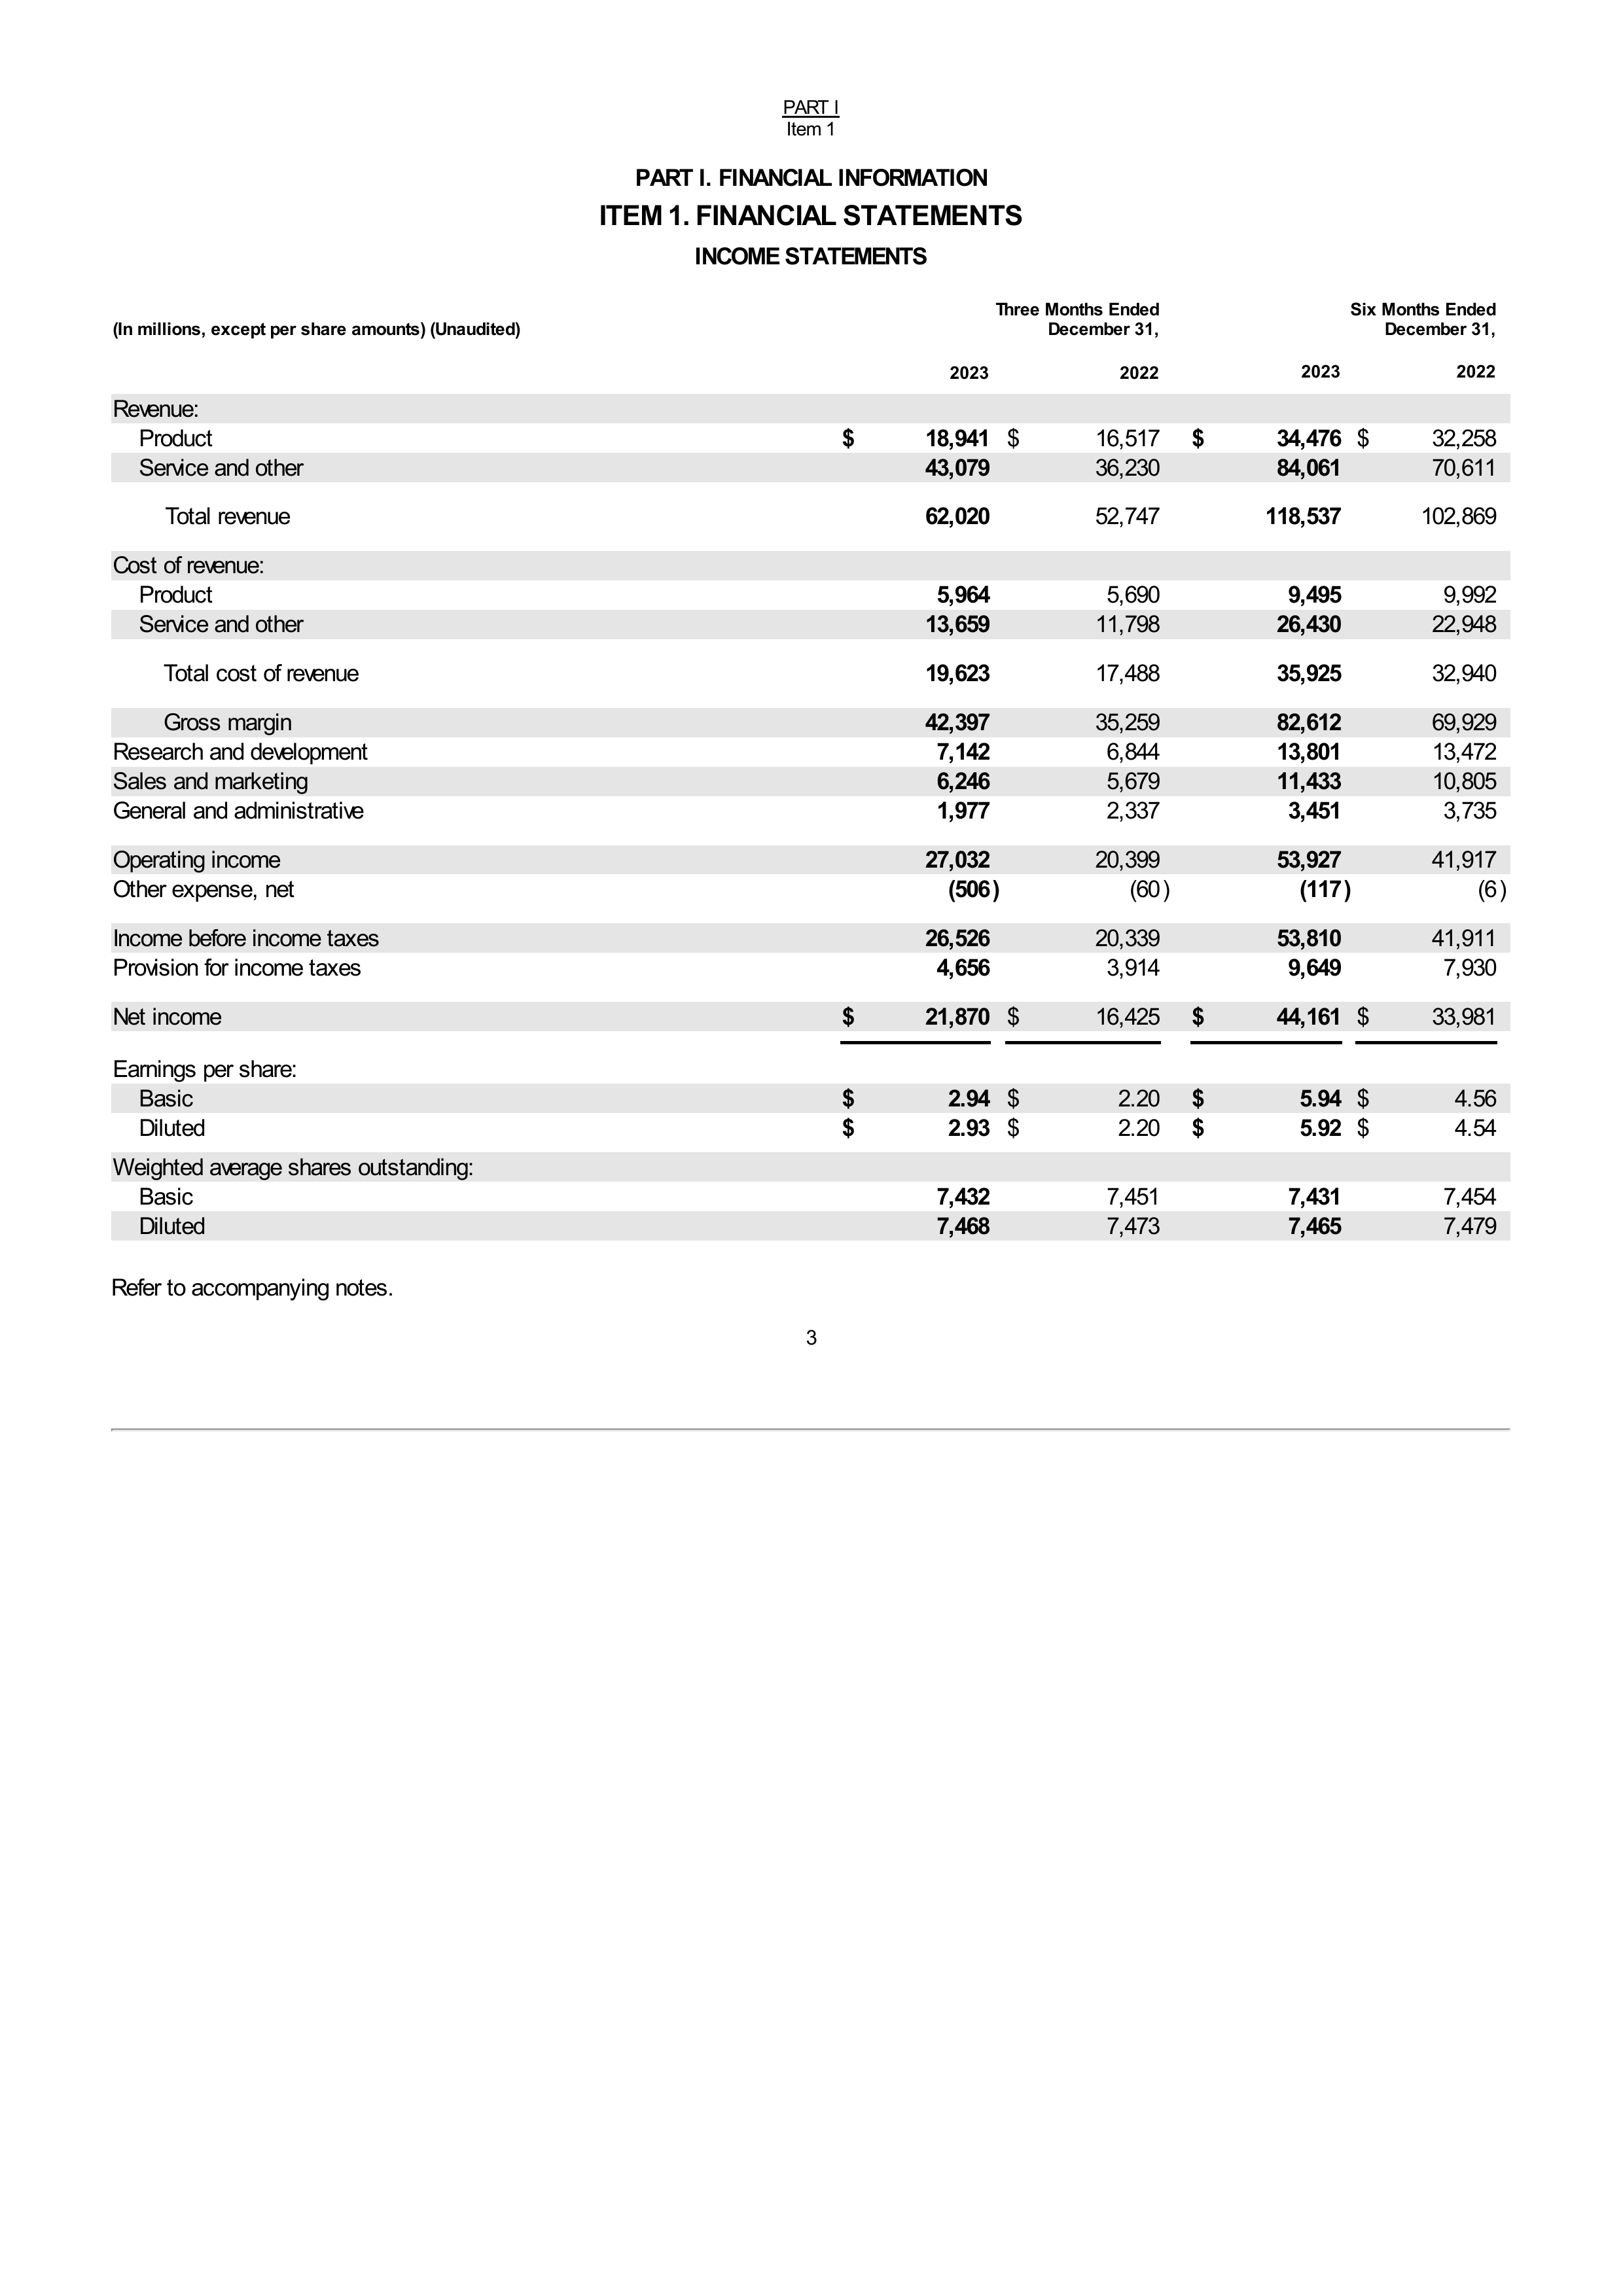 PART I
Item 1
PART I. FINANCIAL INFORMATION
ITEM 1. FINANCIAL STATEMENTS
INCOME STATEMENTS
Three Months Ended Six Months Ended
(In millions, except per share amounts) (Unaudited) December 31, December 31,
2023 2022 2023 2022
Revenue:
Product $ 18,941 $ 16,517 $ 34,476 $ 32,258
Service and other 43,079 36,230 84,061 70,611
Total revenue 62,020 52,747 118,537 102,869
Cost of revenue:
Product 5,964 5,690 9,495 9,992
Service and other 13,659 11,798 26,430 22,948
Total cost of revenue 19,623 17,488 35,925 32,940
Gross margin 42,397 35,259 82,612 69,929
Research and development 7,142 6,844 13,801 13,472
Sales and marketing 6,246 5,679 11,433 10,805
General and administrative 1,977 2,337 3,451 3,735
Operating income 27,032 20,399 53,927 41,917
Other expense, net (506) (60) (117) (6)
Income before income taxes 26,526 20,339 53,810 41,911
Provision for income taxes 4,656 3,914 9,649 7,930
Net income $ 21,870 $ 16,425 $ 44,161 $ 33,981
Earnings per share:
Basic $ 2.94 $ 2.20 $ 5.94 $ 4.56
Diluted $ 2.93 $ 2.20 $ 5.92 $ 4.54
Weighted average shares outstanding:
Basic 7,432 7,451 7,431 7,454
Diluted 7,468 7,473 7,465 7,479
Refer to accompanying notes.
3